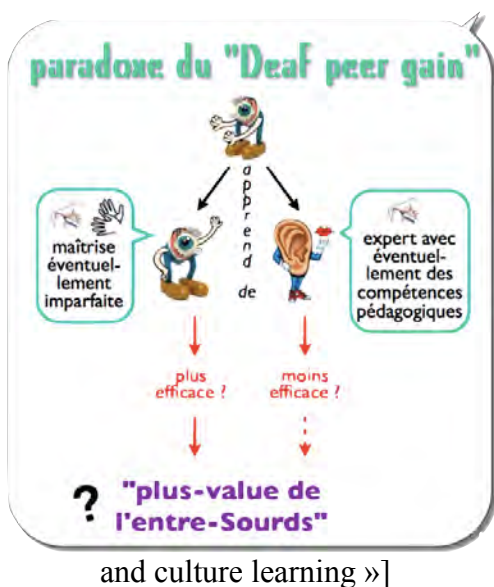 paradoxe du "Deaf peer gain"
apprend
de
maîtrise
éventuel-
lement
imparfaite
expert avec
éventuel-
lement des
compétences
pédagogiques
plus
efficace ?
moins
efficace ?
? "plus-value de
l'entre-Sourds"
and culture learning »]